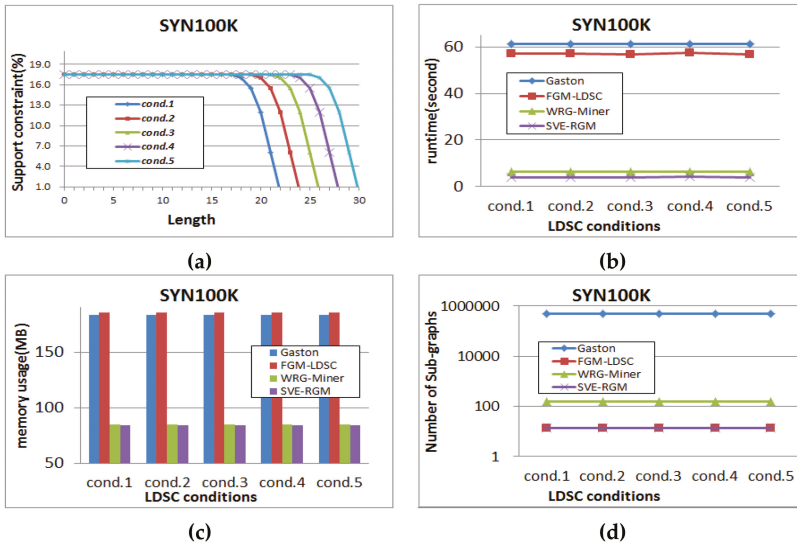 SYN100K
Support constraint(%)
19.0
16.0
13.0
10.0
7.0
4.0
1.0
cond.1
cond.2
cond.3
cond.4
cond.5
0 5 10 15 20 25 30
Length
(a)
SYN100K
runtime(second)
60
40
20
0
Gaston
FGM-LDSC
WRG-Miner
SVE-RGM
cond.1 cond.2 cond.3 cond.4 cond.5
LDSC conditions
(b)
SYN100K
memory usage(MB)
150
100
50
Gaston
FGM-LDSC
WRG-Miner
SVE-RGM
cond.1 cond.2 cond.3 cond.4 cond.5
LDSC conditions
(c)
SYN100K
Number of Sub-graphs
1000000
10000
100
1
Gaston
FGM-LDSC
WRG-Miner
SVE-RGM
cond.1 cond.2 cond.3 cond.4 cond.5
LDSC conditions
(d)